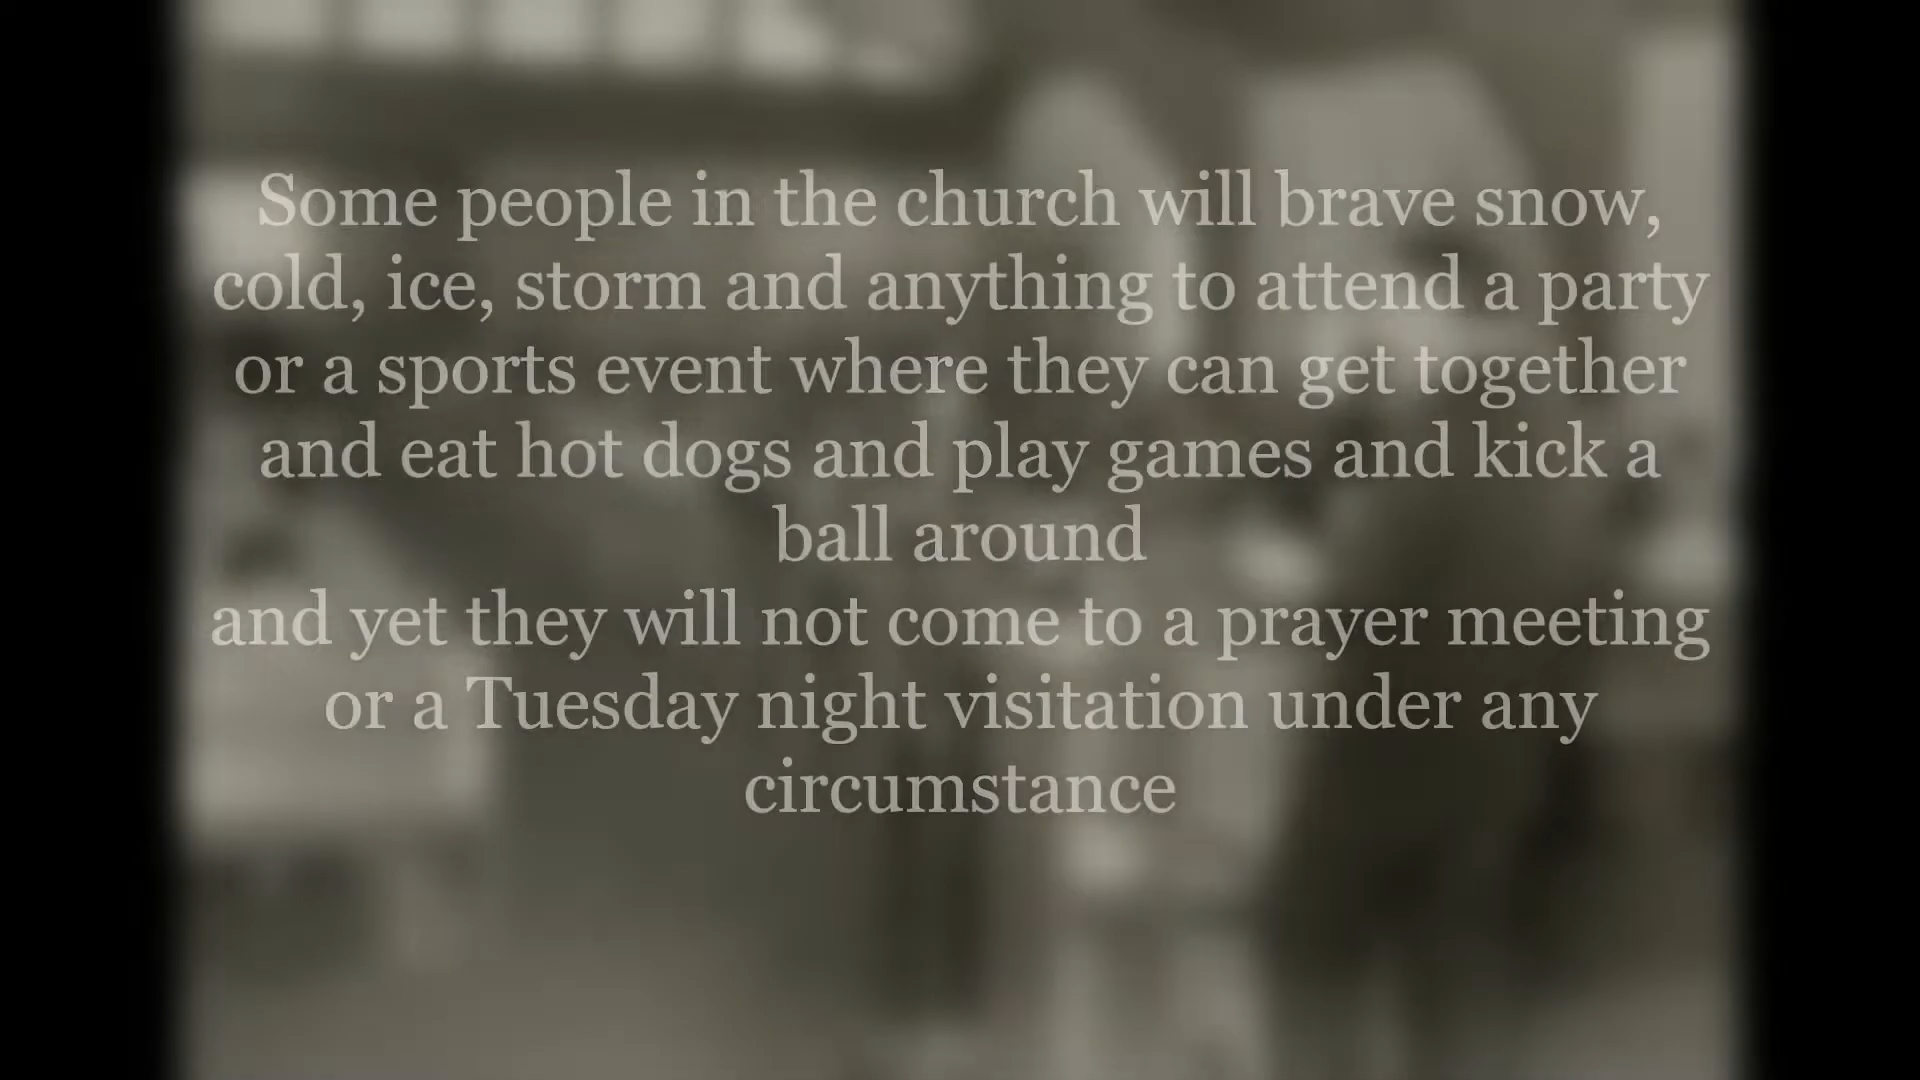 Some people in the church will brave snow,
cold, ice, storm and anything to attend a party
or a sports event where they can get together
and eat hot dogs and play games and kick a
ball around
and yet they will not come to a prayer meeting
or a Tuesday night visitation under any
circumstance